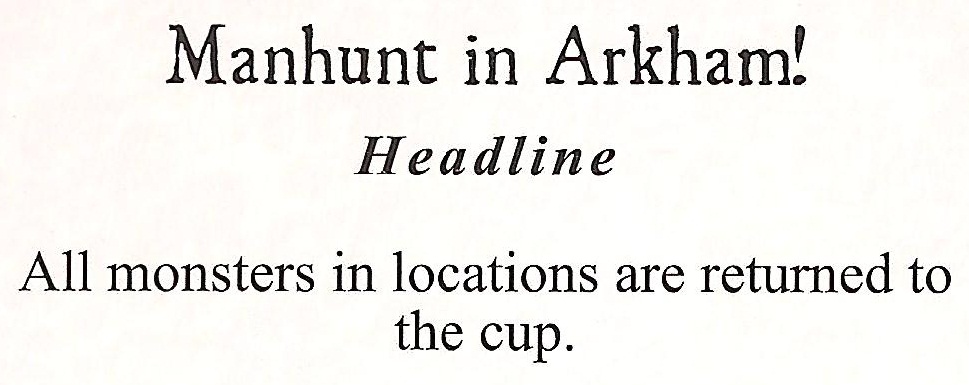 Manhunt in Arkham!
Headline
All monsters in locations are returned to
the cup.